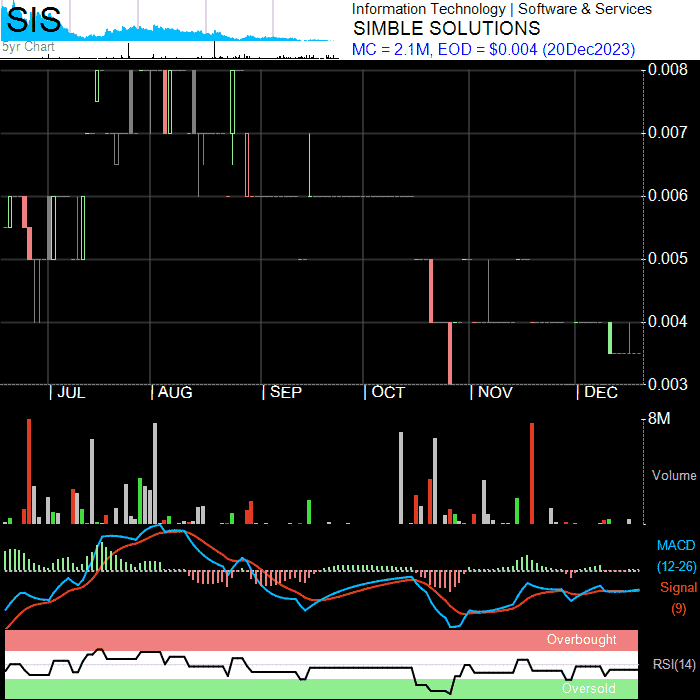 SIS
5yr Chart
Information Technology | Software & Services
SIMBLE SOLUTIONS
MC = 2.1M, EOD = $0.004 (20Dec2023)
0.008
0.007
0.006
0.005
0.004
0.003
| JUL | AUG | SEP | OCT | NOV | DEC
8M
Volume
MACD
(12-26)
Signal
(9)
Overbought
RSI(14)
Oversold